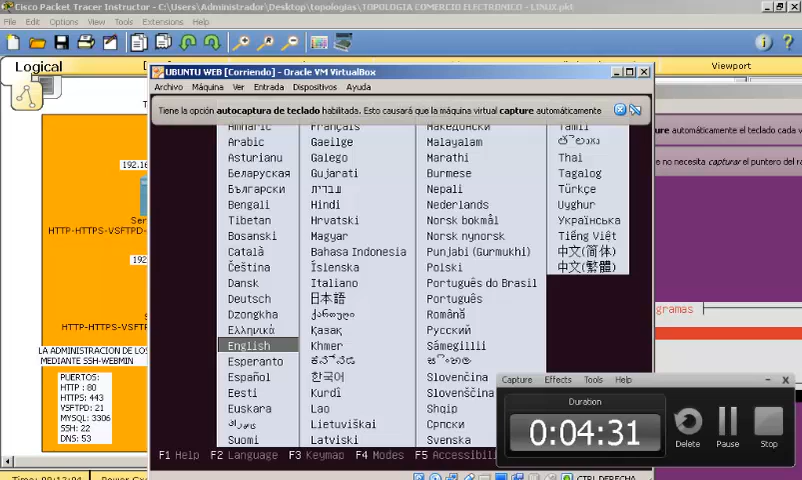 Cisco Packet Tracer Instructor - C:\Users\Administrador\Desktop\topologias\TOPOLOGIA COMERCIO ELECTRONICO - LINUX.pkt
File Edit Options View Tools Extensions Help
Logical
Viewport
UBUNTU WEB [Corriendo] - Oracle VM VirtualBox
Archivo Máquina Ver Entrada Dispositivos Ayuda
Tiene la opción autocaptura de teclado habilitada. Esto causará que la máquina virtual capture automáticamente
ure automáticamente el teclado cada v
e no necesita capturar el puntero del ra
Amharic Français Македонски Tamil
Arabic Gaeilge Malayalam
Asturianu Galego Marathi Thai
Беларуская Gujarati Burmese Tagalog
Български עברית Nepali Türkçe
Bengali Hindi Nederlands Uyghur
Tibetan Hrvatski Norsk bokmål Українська
Bosanski Magyar Norsk nynorsk Tiếng Việt
Català Bahasa Indonesia Punjabi (Gurmukhi) 中文(简体)
Čeština Íslenska Polski 中文(繁體)
Dansk Italiano Português do Brasil
Deutsch 日本語 Português
Dzongkha ქართული Română
Ελληνικά Қазақ Русский
English Khmer Sámegillii
Esperanto ಕನ್ನಡ සිංහල
Español 한국어 Slovenčina
Eesti Kurdî Slovenščina
Euskara Lao Shqip
Lietuviškai Српски
Suomi Latviski Svenska
F1 Help F2 Language F3 Keymap F4 Modes F5 Accessibili
CTRL DERECHA
192.16
Ser
HTTP-HTTPS-VSFTPD-
192.
S
HTTP-HTTPS-VSFTP
LA ADMINISTRACION DE LOS
MEDIANTE SSH-WEBMIN
PUERTOS:
HTTP : 80
HTTPS: 443
VSFTPD: 21
MYSQL: 3306
SSH: 22
DNS: 53
gramas
Capture Effects Tools Help
Duration
0:04:31
Delete Pause Stop